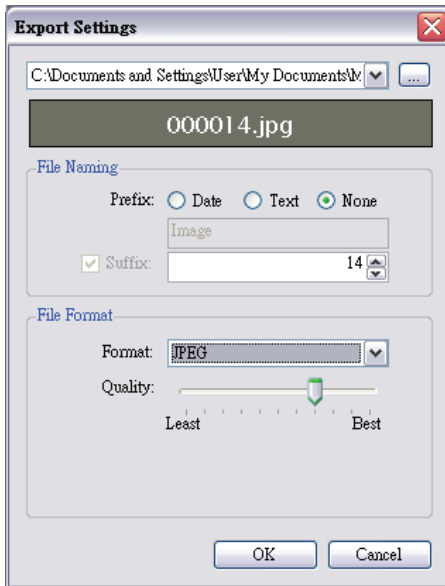 Export Settings
C:\Documents and Settings\User\My Documents\M
...
000014.jpg
File Naming
Prefix: Date Text None
Image
Suffix: 14
File Format
Format: JPEG
Quality:
Least Best
OK Cancel